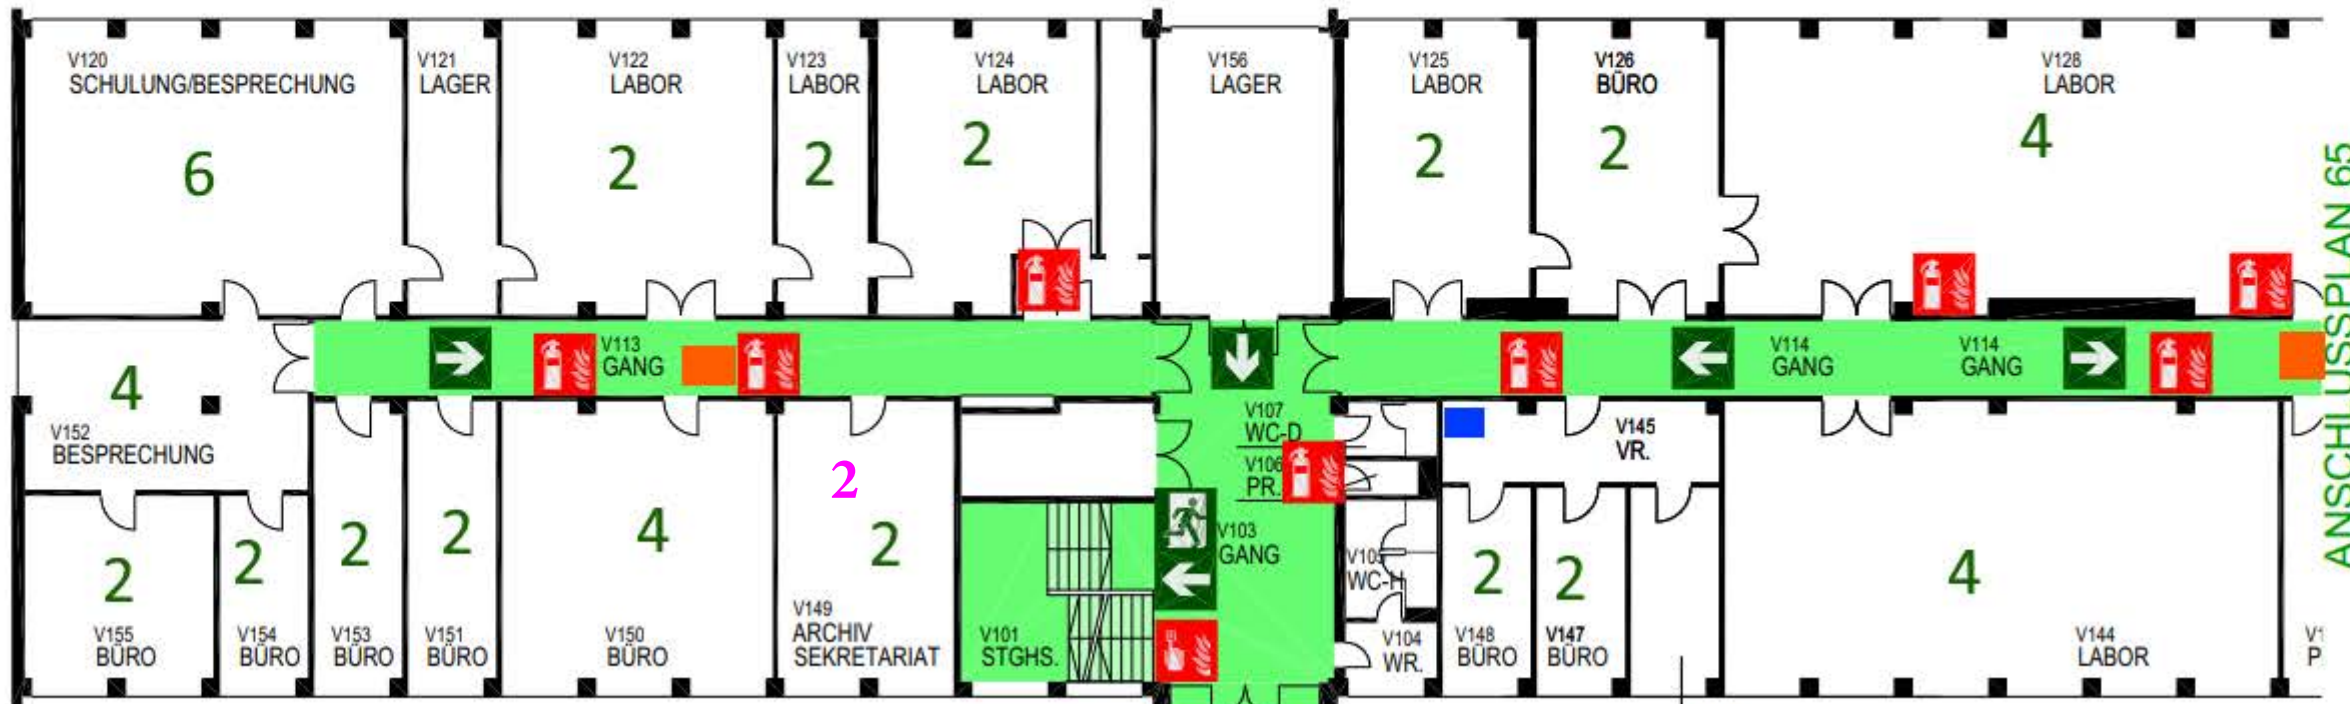 V120
SCHULUNG/BESPRECHUNG
6
V121
LAGER
V122
LABOR
2
V123
LABOR
2
V124
LABOR
2
V156
LAGER
V125
LABOR
2
V126
BÜRO
2
V128
LABOR
4
ANSCHLUSSPLAN 65
V113
GANG
V114
GANG
V114
GANG
4
V152
BESPRECHUNG
2
V155
BÜRO
2
V154
BÜRO
2
V153
BÜRO
2
V151
BÜRO
4
V150
BÜRO
2
2
V149
ARCHIV
SEKRETARIAT
V101
STGHS.
V107
WC-D
V106
PR.
V103
GANG
WC-H
V104
WR.
V145
VR.
2
V148
BÜRO
2
V147
BÜRO
4
V144
LABOR